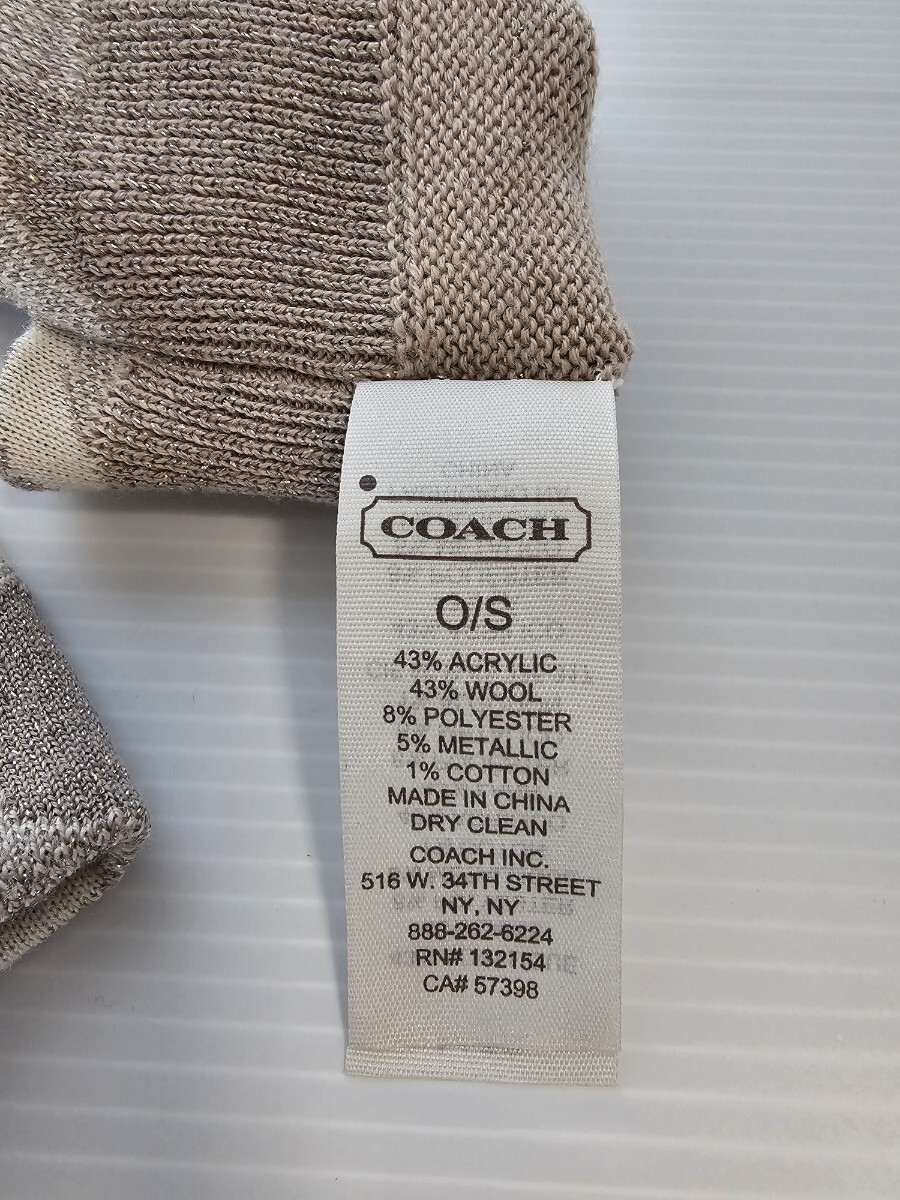 COACH
O/S
43% ACRYLIC
43% WOOL
8% POLYESTER
5% METALLIC
1% COTTON
MADE IN CHINA
DRY CLEAN
COACH INC.
516 W. 34TH STREET
NY, NY
888-262-6224
RN# 132154
CA# 57398